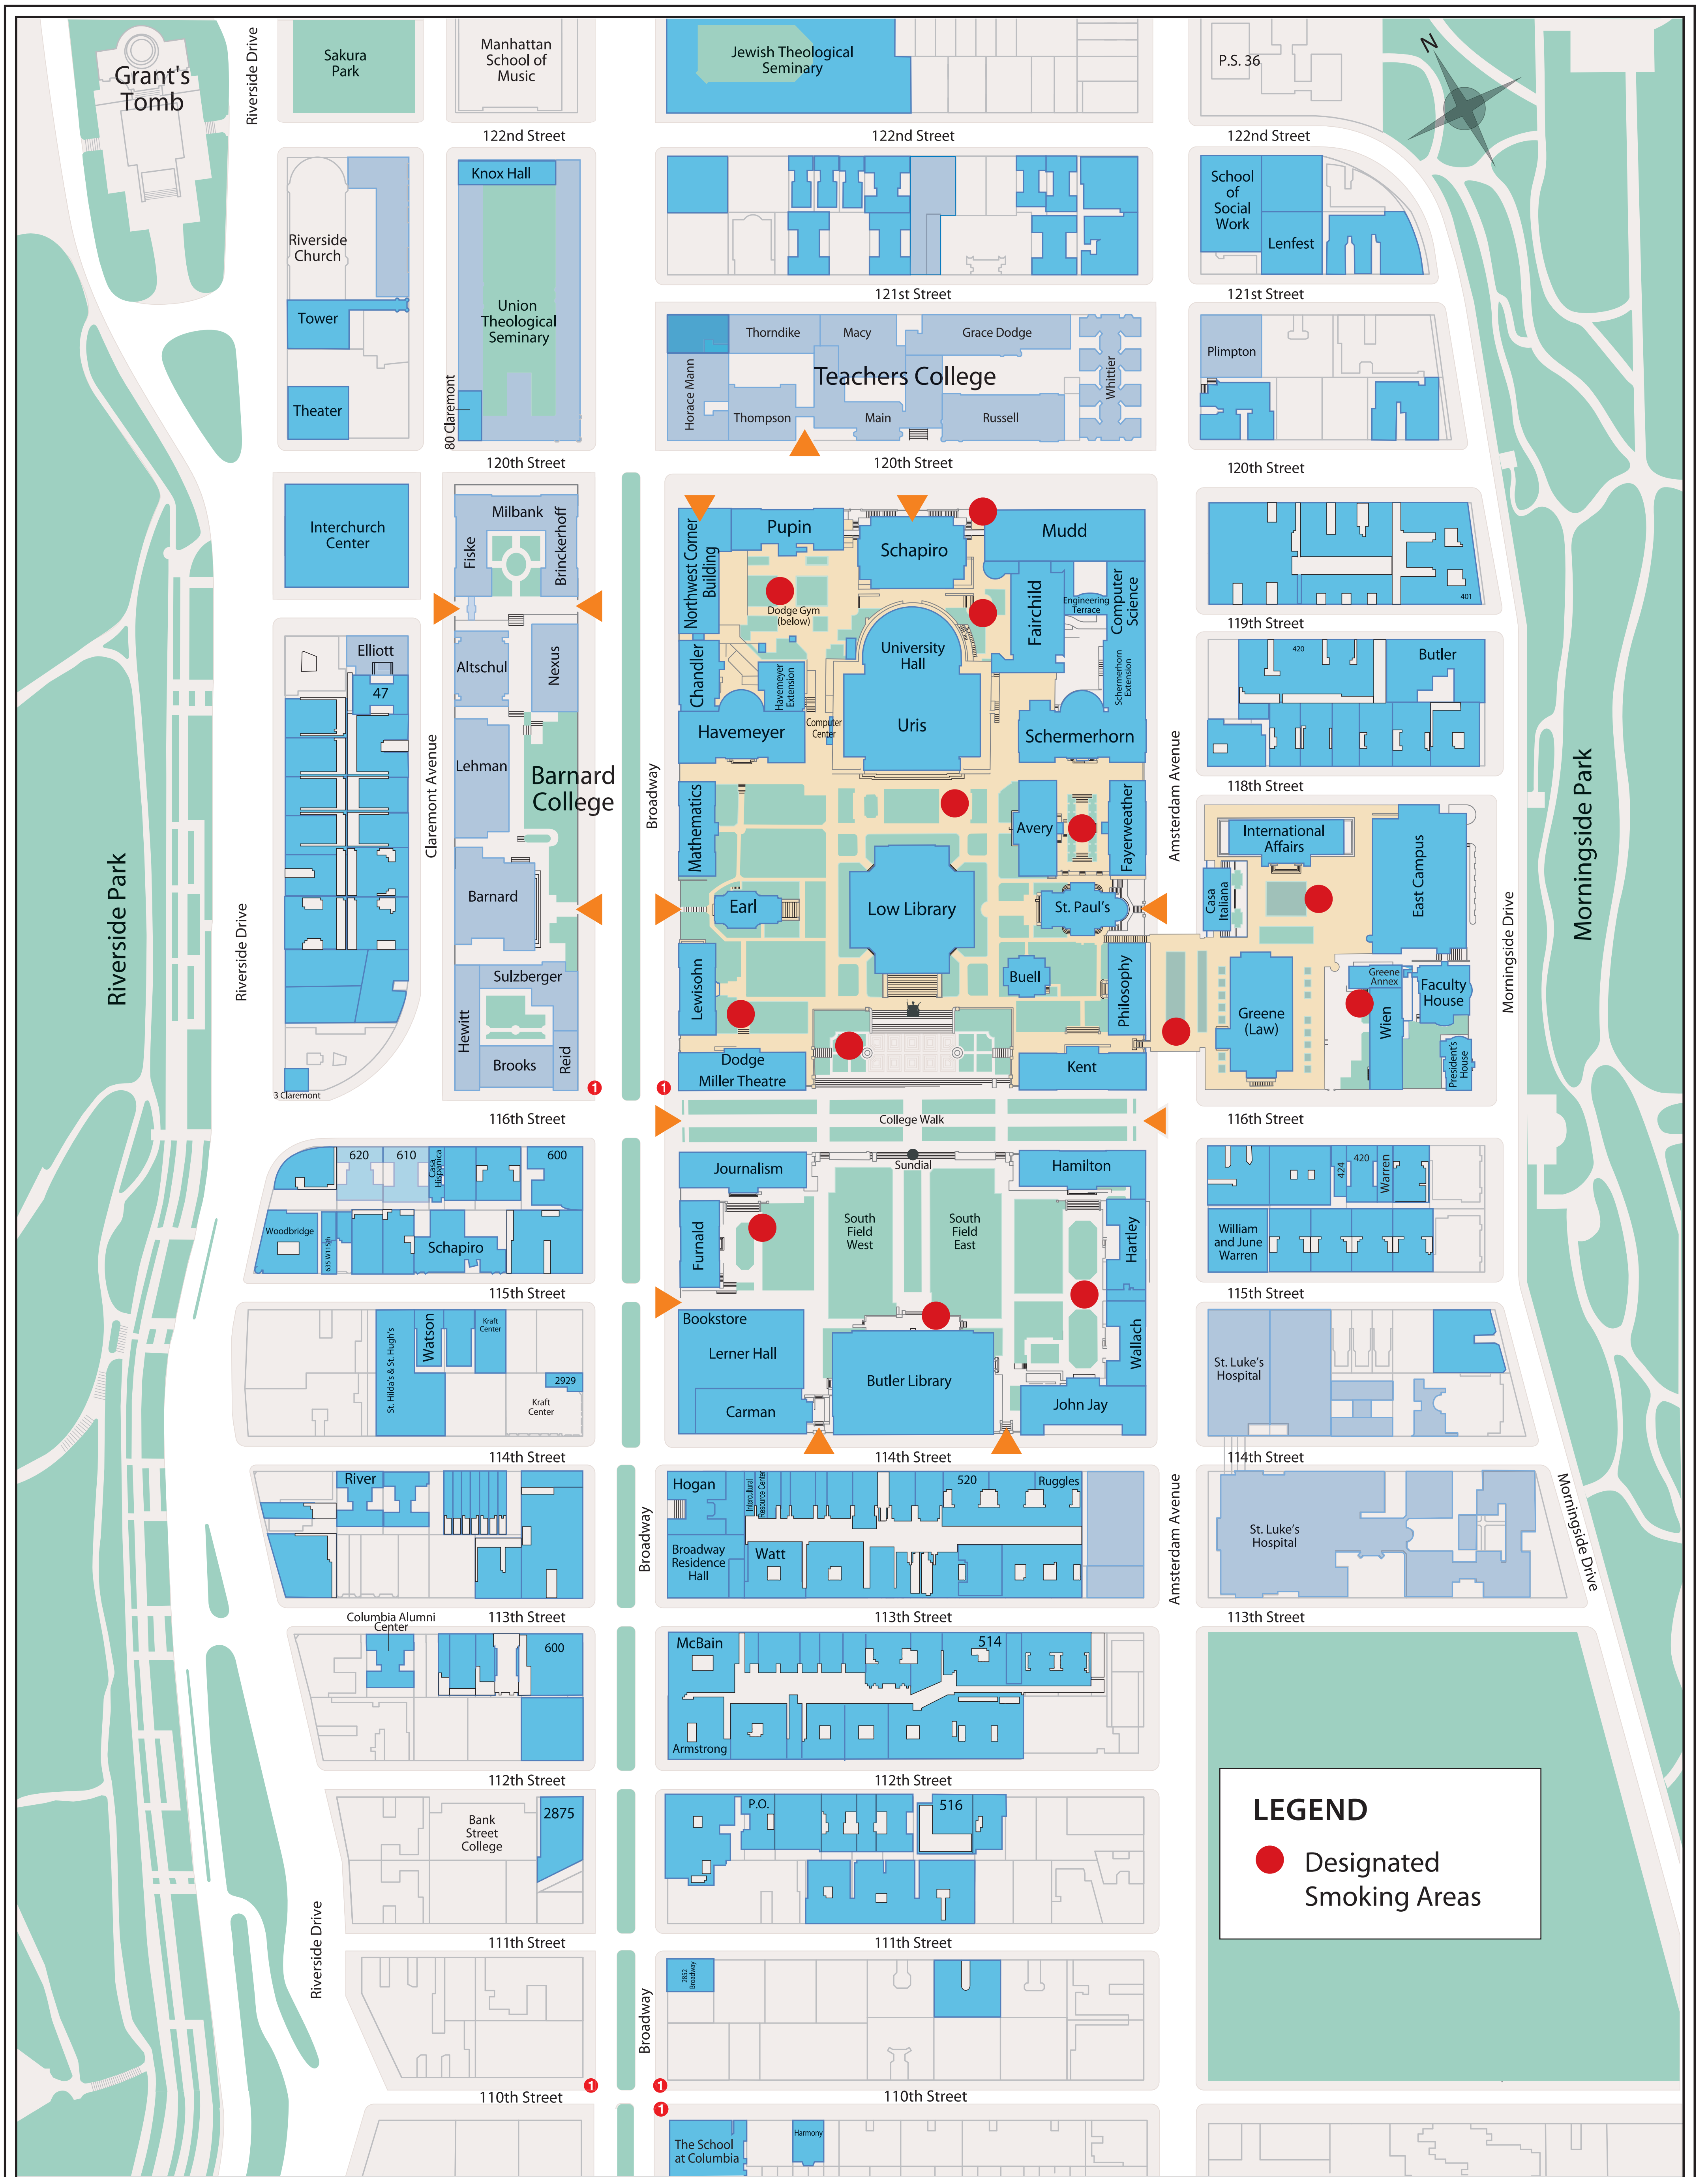 Grant's
Tomb
Riverside Drive
Sakura
Park
Manhattan
School of
Music
Jewish Theological
Seminary
P.S. 36
N
122nd Street
122nd Street
122nd Street
Knox Hall
Riverside
Church
Tower
Theater
Union
Theological
Seminary
80 Claremont
School
of
Social
Work
Lenfest
121st Street
121st Street
Thorndike
Macy
Grace Dodge
Horace Mann
Teachers College
Whittier
Thompson
Main
Russell
Plimpton
120th Street
120th Street
120th Street
Interchurch
Center
Milbank
Fiske
Brinckerhoff
Altschul
Nexus
Lehman
Barnard
College
Barnard
Sulzberger
Hewitt
Brooks
Reid
1
1
Elliott
47
Claremont Avenue
Riverside Park
Riverside Drive
3 Claremont
Broadway
Northwest Corner
Building
Pupin
Schapiro
Mudd
Dodge Gym
(below)
Fairchild
Engineering
Terrace
Computer
Science
University
Hall
Uris
Chandler
Havemeyer
Extension
Havemeyer
Computer
Center
Schermerhorn
Extension
Schermerhorn
Mathematics
Avery
Fayerweather
Earl
Low Library
St. Paul's
Lewisohn
Buell
Philosophy
Dodge
Miller Theatre
Kent
Amsterdam Avenue
401
119th Street
420
Butler
118th Street
International
Affairs
Casa
Italiana
East Campus
Greene
Annex
Faculty
House
Greene
(Law)
Wien
President's
House
Morningside Drive
Morningside Park
116th Street
College Walk
116th Street
620
610
Casa
Hispanica
600
Woodbridge
635 W115th
Schapiro
Journalism
Sundial
Hamilton
Furnald
South
Field
West
South
Field
East
Hartley
424
420
Warren
William
and June
Warren
115th Street
115th Street
St. Hilda's & St. Hugh's
Watson
Kraft
Center
2929
Kraft
Center
Bookstore
Lerner Hall
Carman
Butler Library
Wallach
John Jay
St. Luke's
Hospital
114th Street
114th Street
114th Street
River
Broadway
Hogan
Intercultural
Resource Center
520
Ruggles
Broadway
Residence
Hall
Watt
Amsterdam Avenue
St. Luke's
Hospital
Morningside Drive
113th Street
113th Street
113th Street
Columbia Alumni
Center
600
McBain
514
Armstrong
112th Street
112th Street
Bank
Street
College
2875
P.O.
516
LEGEND
Designated
Smoking Areas
Riverside Drive
111th Street
111th Street
Broadway
2852
Broadway
1
1
110th Street
110th Street
1
The School
at Columbia
Harmony